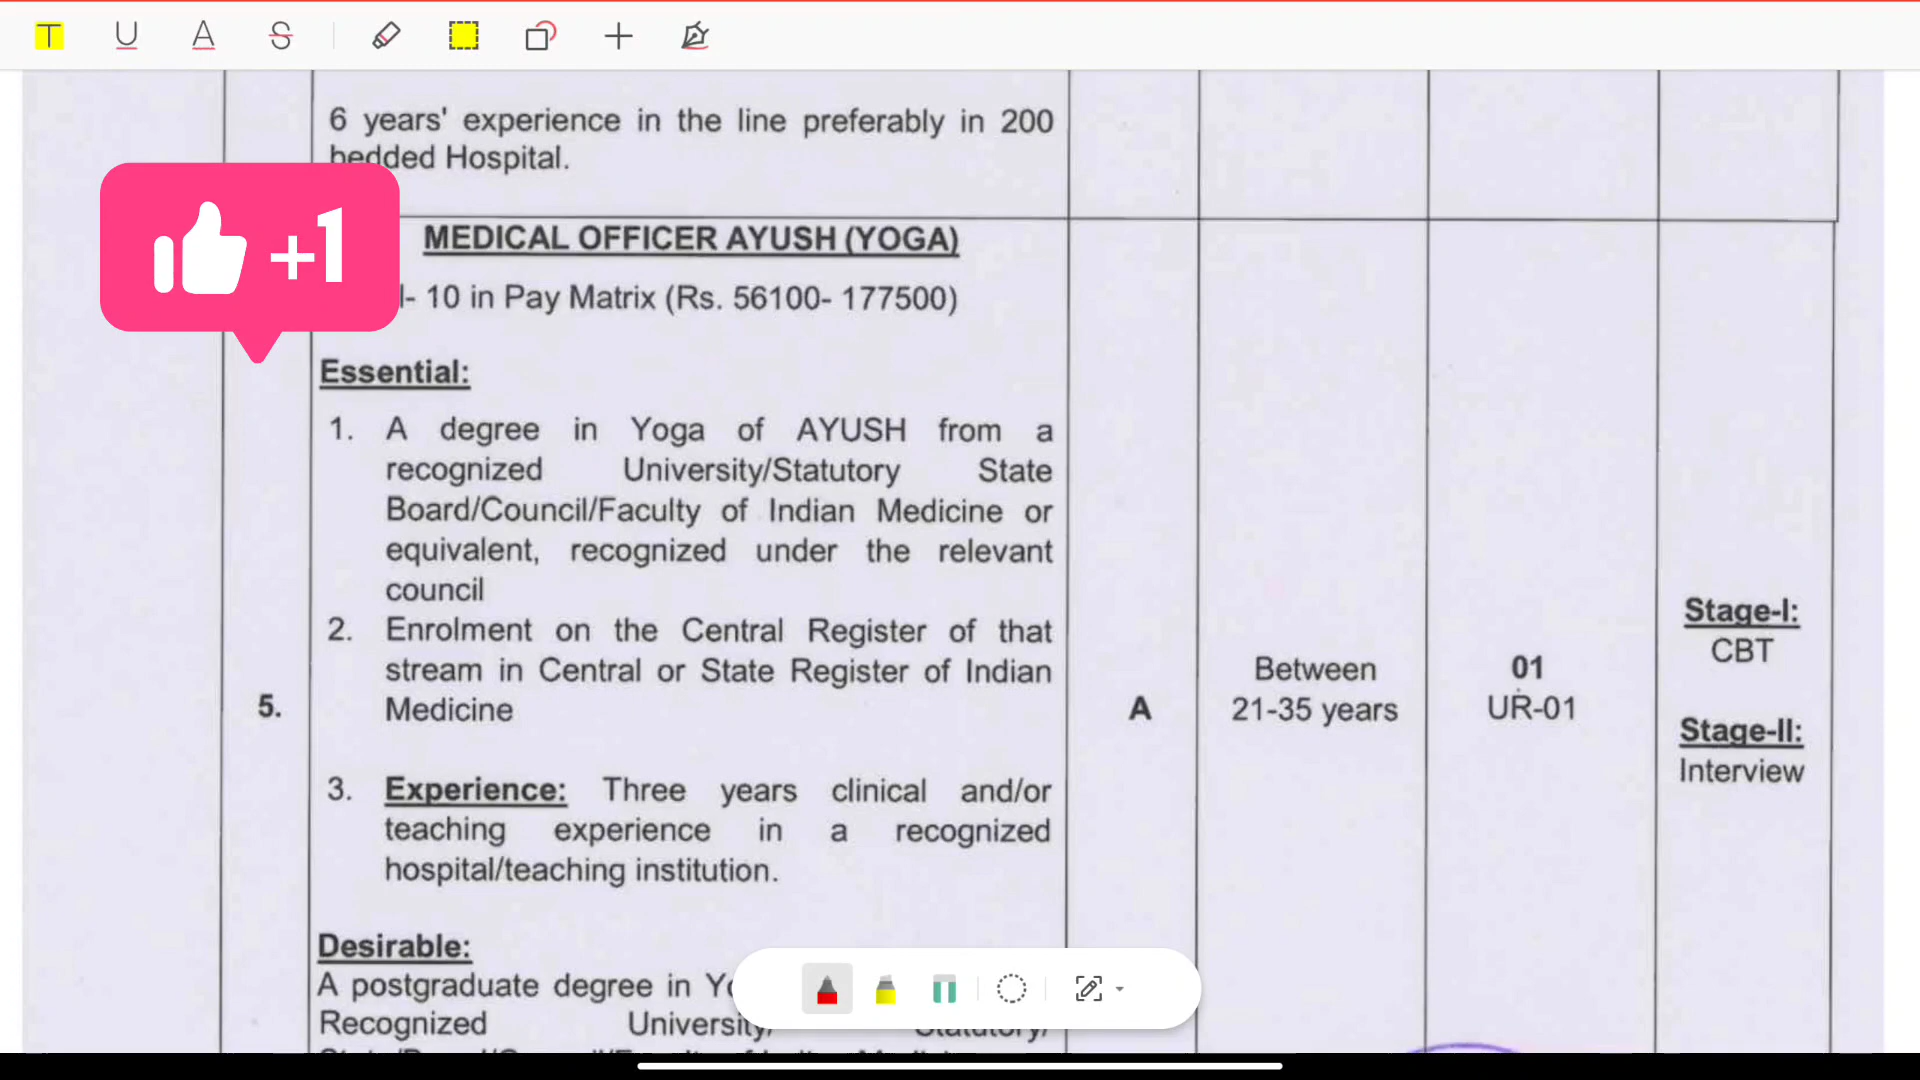 6 years' experience in the line preferably in 200
bedded Hospital.
+1
MEDICAL OFFICER AYUSH (YOGA)
- 10 in Pay Matrix (Rs. 56100- 177500)
Essential:
1. A degree in Yoga of AYUSH from a
recognized University/Statutory State
Board/Council/Faculty of Indian Medicine or
equivalent, recognized under the relevant
council
2. Enrolment on the Central Register of that
stream in Central or State Register of Indian
Medicine
3. Experience: Three years clinical and/or
teaching experience in a recognized
hospital/teaching institution.
Desirable:
A postgraduate degree in
Recognized University/
5.
A
Between
21-35 years
01
UR-01
Stage-I:
CBT
Stage-II:
Interview